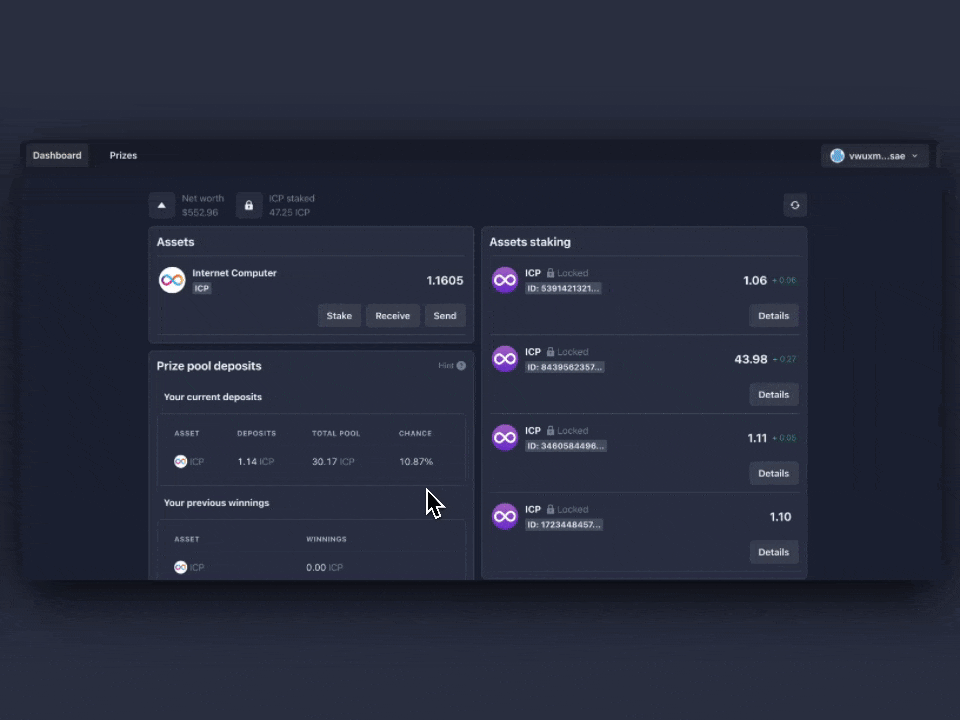 Dashboard
Prizes
vwuxm...sae
Net worth
$552.96
ICP staked
47.25 ICP
Assets
Internet Computer
ICP
1.1605
Stake
Receive
Send
Prize pool deposits
Hint ?
Your current deposits
ASSET DEPOSITS TOTAL POOL CHANCE
ICP 1.14 ICP 30.17 ICP 10.87%
Your previous winnings
ASSET WINNINGS
ICP 0.00 ICP
Assets staking
ICP Locked
ID: 5391421321...
1.06 +0.06
Details
ICP Locked
ID: 8439562357...
43.98 +0.27
Details
ICP Locked
ID: 3460584496...
1.11 +0.05
Details
ICP Locked
ID: 1723448457...
1.10
Details